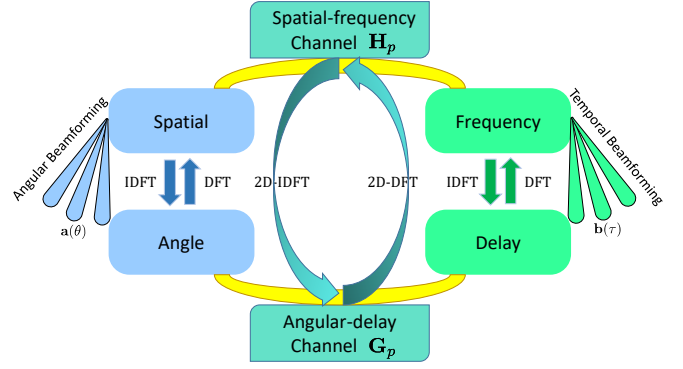 Spatial-frequency
Channel H_p
Angular Beamforming
Spatial
Frequency
Temporal Beamforming
IDFT
DFT
2D-IDFT
2D-DFT
IDFT
DFT
a(θ)
b(τ)
Angle
Delay
Angular-delay
Channel G_p